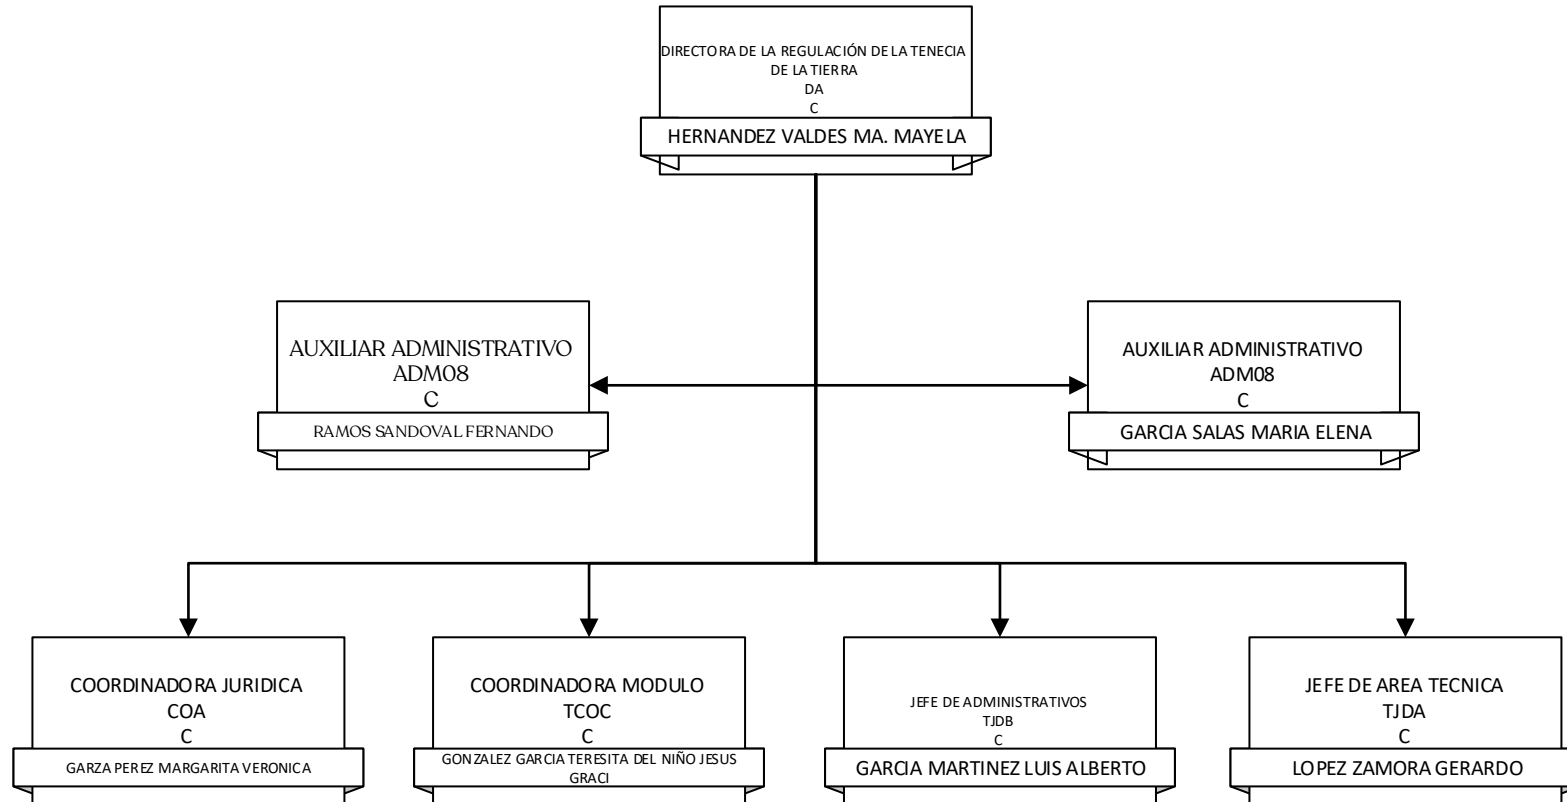 DIRECTORA DE LA REGULACIÓN DE LA TENECIA
DE LA TIERRA
DA
C
HERNANDEZ VALDES MA. MAYELA
AUXILIAR ADMINISTRATIVO
ADM08
C
RAMOS SANDOVAL FERNANDO
AUXILIAR ADMINISTRATIVO
ADM08
C
GARCIA SALAS MARIA ELENA
COORDINADORA JURIDICA
COA
C
GARZA PEREZ MARGARITA VERONICA
COORDINADORA MODULO
TCOC
C
GONZALEZ GARCIA TERESITA DEL NIÑO JESUS
GRACI
JEFE DE ADMINISTRATIVOS
TJDB
C
GARCIA MARTINEZ LUIS ALBERTO
JEFE DE AREA TECNICA
TJDA
C
LOPEZ ZAMORA GERARDO